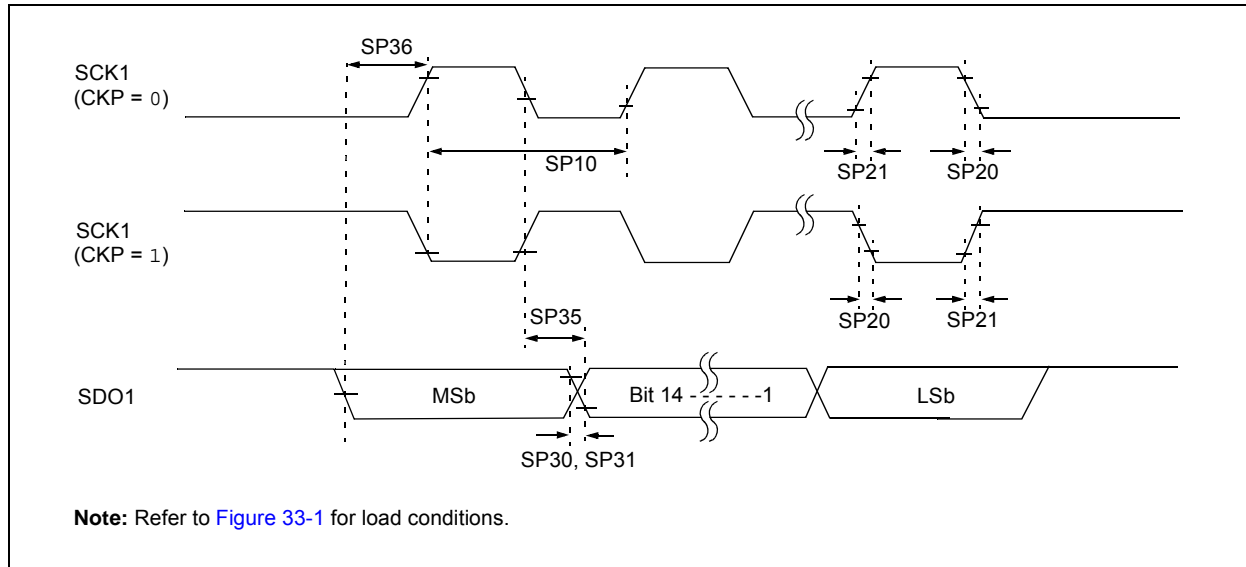 SP36
SCK1
(CKP = 0)
SP10
SP21
SP20
SCK1
(CKP = 1)
SP35
SP20
SP21
SDO1
MSb
Bit 14 - - - - - -1
LSb
SP30, SP31
Note: Refer to Figure 33-1 for load conditions.